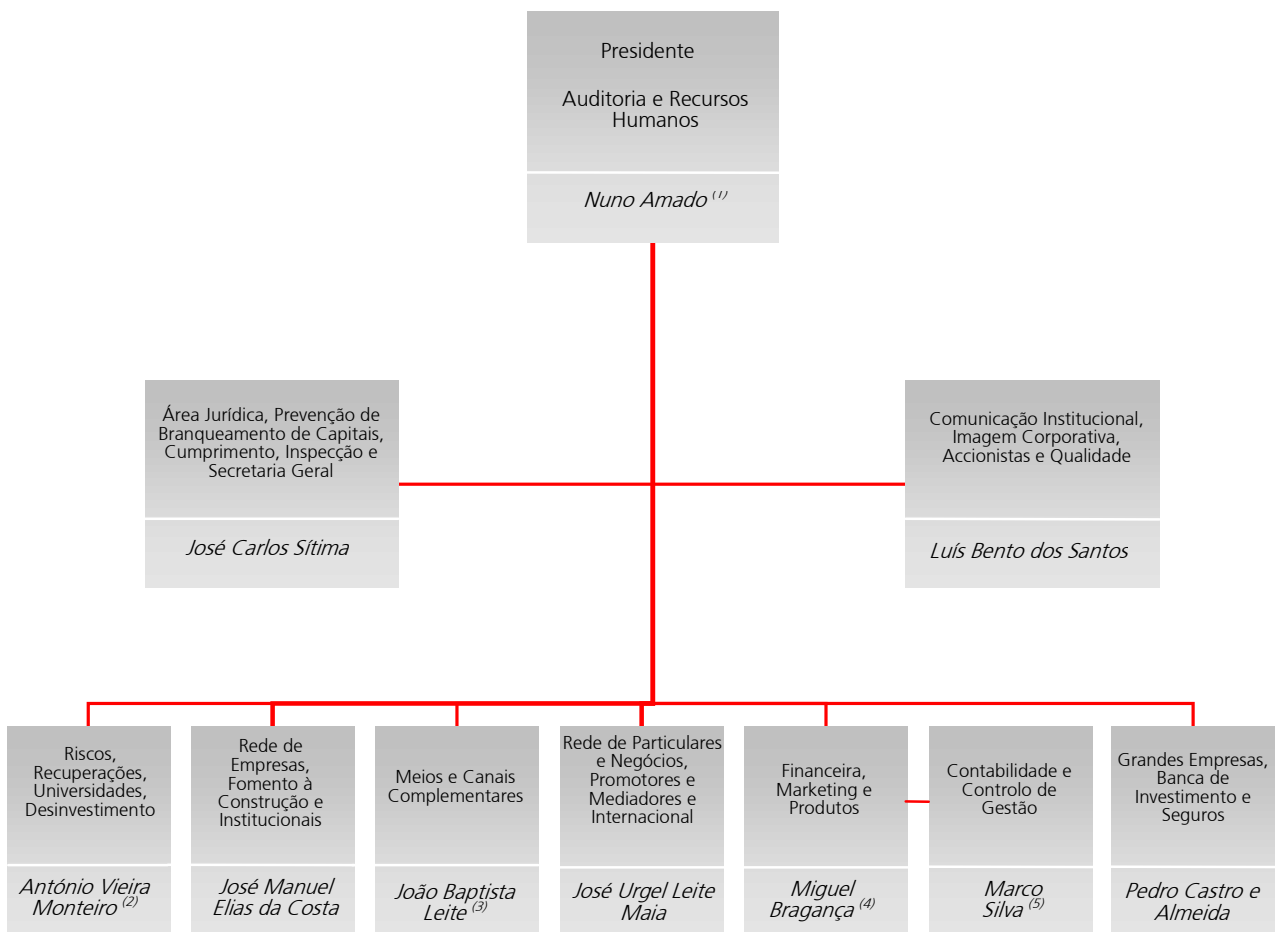 Presidente
Auditoria e Recursos
Humanos
Nuno Amado (1)
Área Jurídica, Prevenção de
Branqueamento de Capitais,
Cumprimento, Inspecção e
Secretaria Geral
José Carlos Sítima
Comunicação Institucional,
Imagem Corporativa,
Accionistas e Qualidade
Luís Bento dos Santos
Riscos,
Recuperações,
Universidades,
Desinvestimento
António Vieira
Monteiro (2)
Rede de
Empresas,
Fomento à
Construção e
Institucionais
José Manuel
Elias da Costa
Meios e Canais
Complementares
João Baptista
Leite (3)
Rede de Particulares
e Negócios,
Promotores e
Mediadores e
Internacional
José Urgel Leite
Maia
Financeira,
Marketing e
Produtos
Miguel
Bragança (4)
Contabilidade e
Controlo de
Gestão
Marco
Silva (5)
Grandes Empresas,
Banca de
Investimento e
Seguros
Pedro Castro e
Almeida